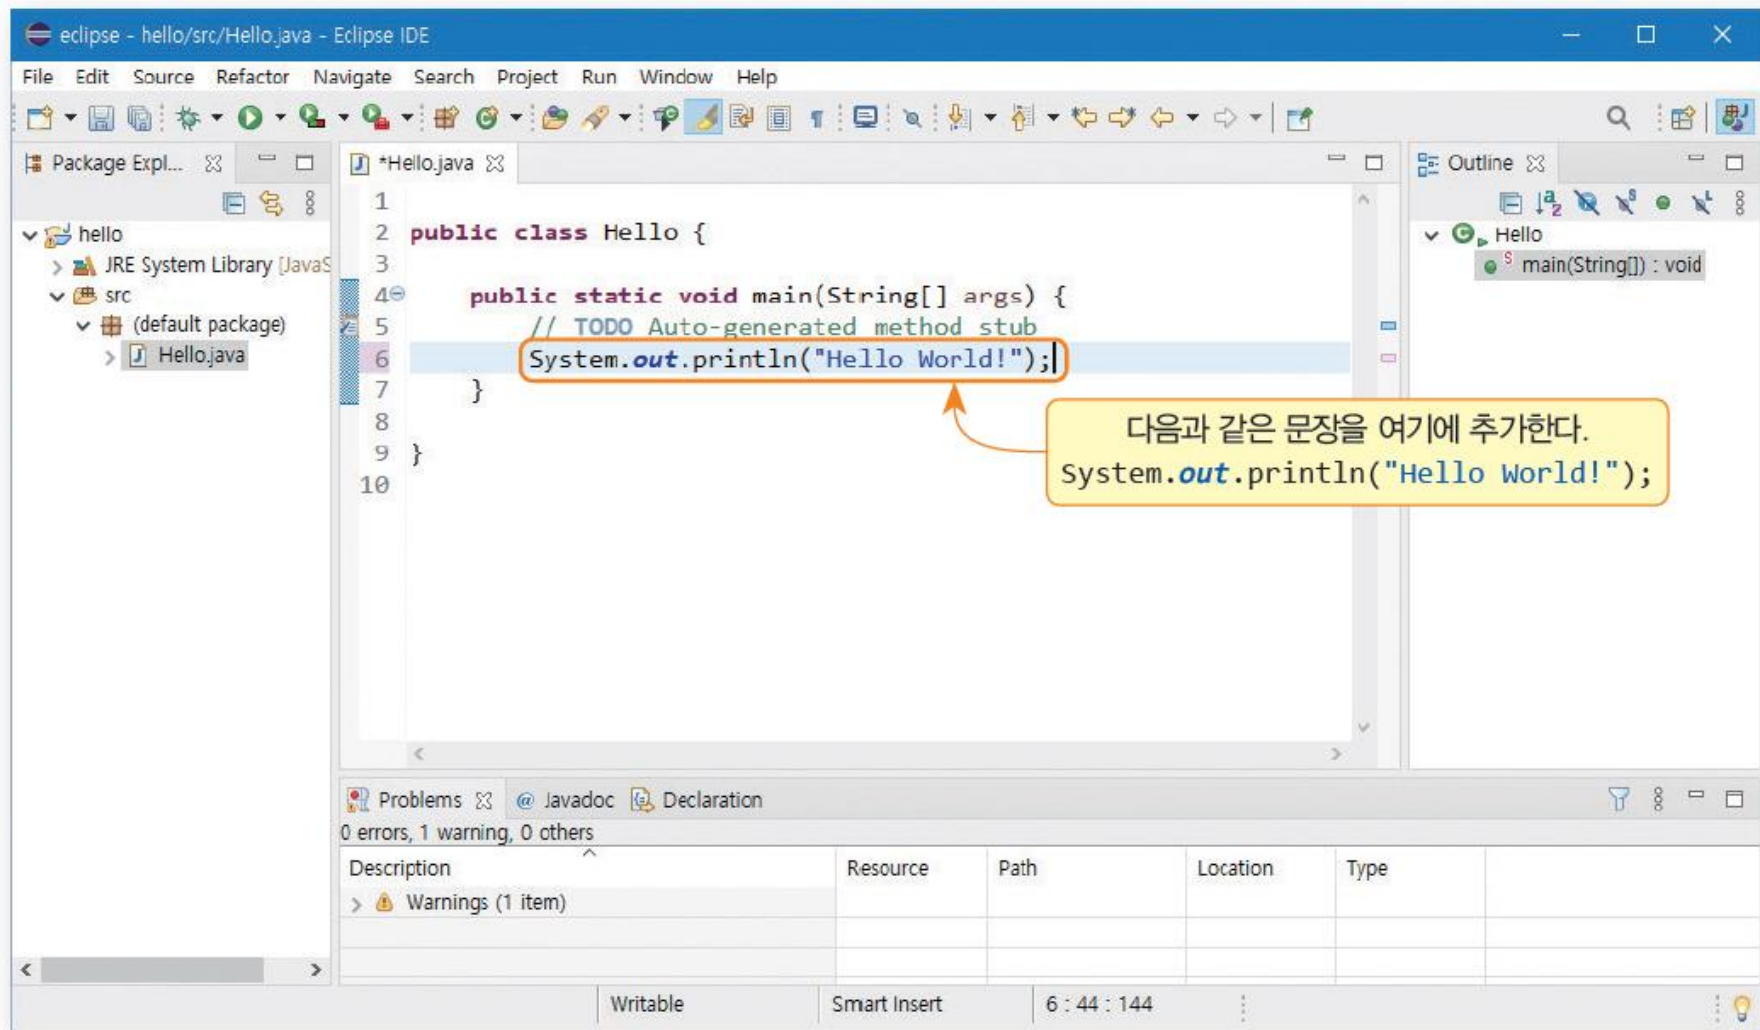 eclipse - hello/src/Hello.java - Eclipse IDE
File Edit Source Refactor Navigate Search Project Run Window Help
Package Expl...
hello
JRE System Library [JavaS
src
(default package)
Hello.java
*Hello.java
1
2 public class Hello {
3
4 public static void main(String[] args) {
5 // TODO Auto-generated method stub
6 System.out.println("Hello World!");
7 }
8
9 }
10
다음과 같은 문장을 여기에 추가한다.
System.out.println("Hello World!");
Outline
Hello
main(String[]) : void
Problems Javadoc Declaration
0 errors, 1 warning, 0 others
Description Resource Path Location Type
Warnings (1 item)
Writable Smart Insert 6 : 44 : 144